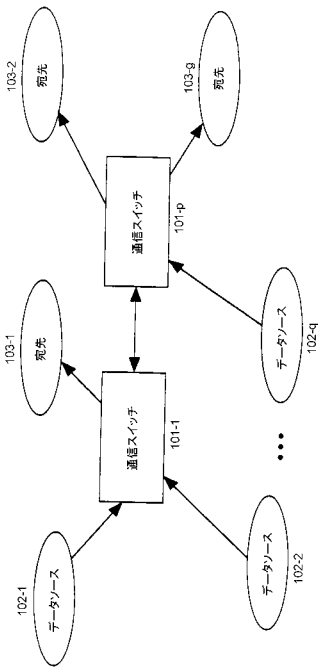 102-1
データソース
103-1
宛先
103-2
宛先
通信スイッチ
101-1
通信スイッチ
101-p
103-g
宛先
データソース
102-2
•••
データソース
102-q